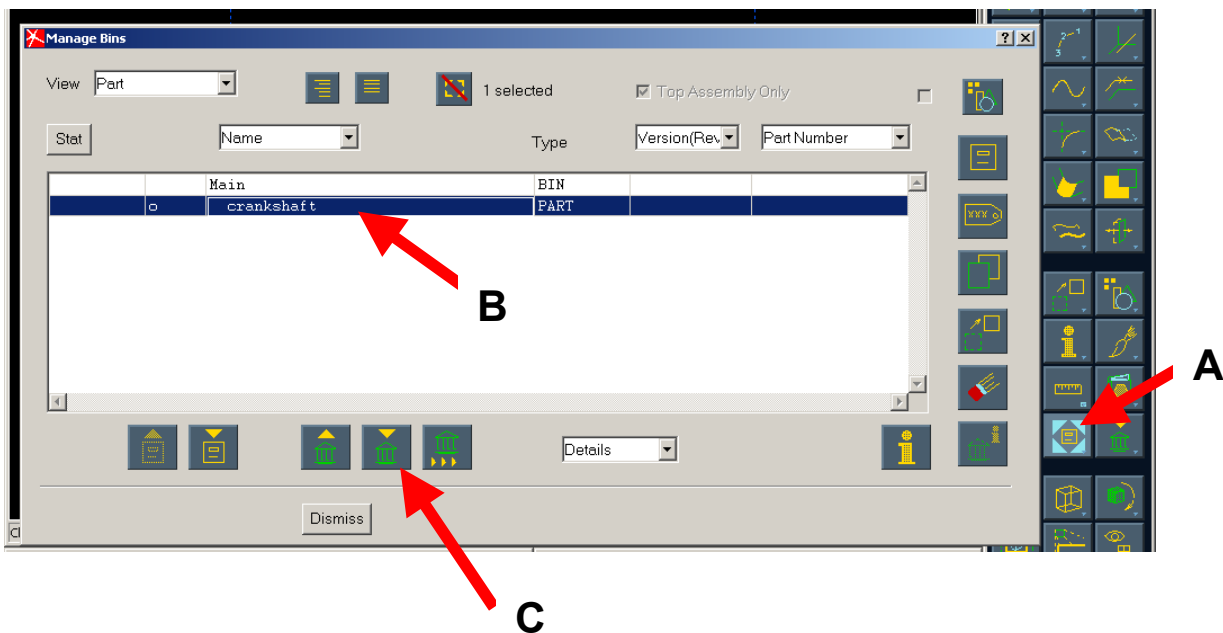 Manage Bins
View Part 1 selected Top Assembly Only
Stat Name Type Version(Rev Part Number
Main BIN
o crankshaft PART
XXX
B
A
Details
Dismiss
C